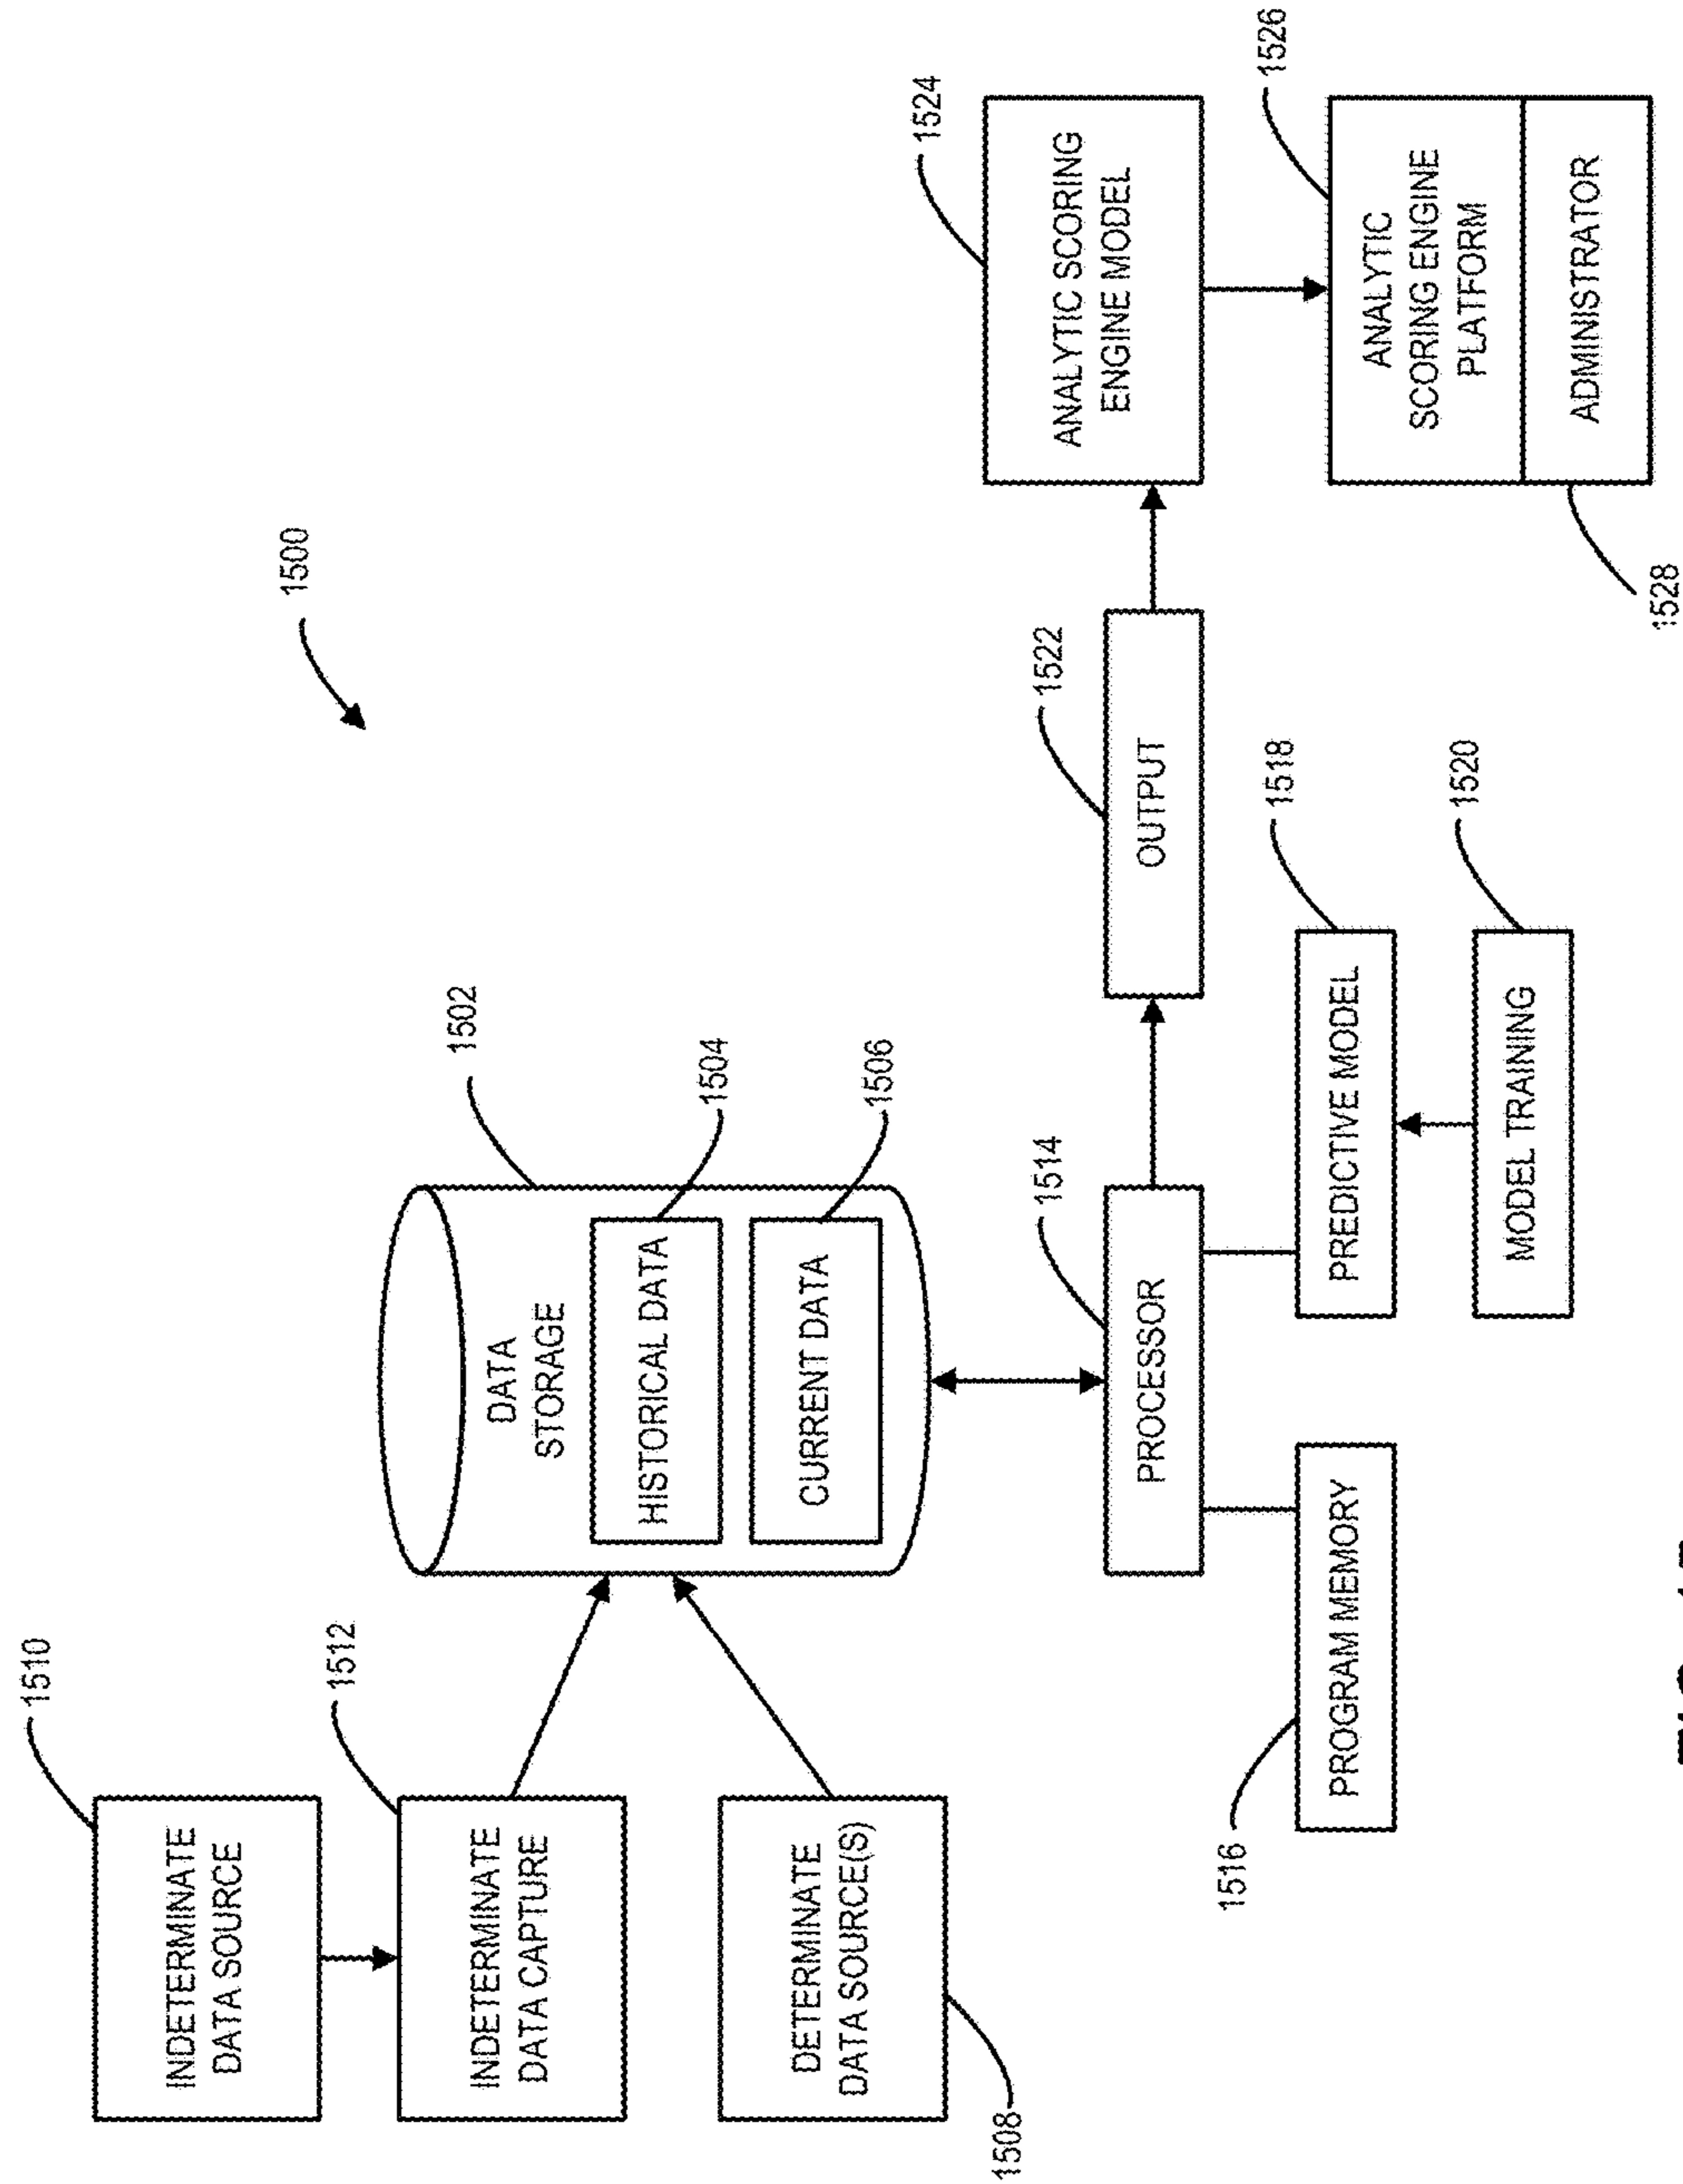 1500
1510
INDETERMINATE
DATA SOURCE
1512
INDETERMINATE
DATA CAPTURE
DETERMINATE
DATA SOURCE(S)
1508
1502
DATA
STORAGE
1504
HISTORICAL DATA
1506
CURRENT DATA
1514
PROCESSOR
1516
PROGRAM MEMORY
1518
PREDICTIVE MODEL
1520
MODEL TRAINING
1522
OUTPUT
1524
ANALYTIC SCORING
ENGINE MODEL
1526
ANALYTIC
SCORING ENGINE
PLATFORM
ADMINISTRATOR
1528